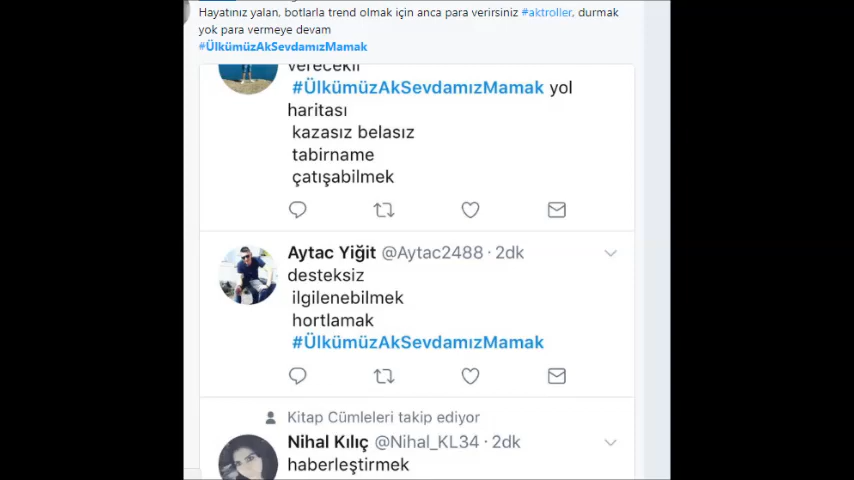 Hayatınız yalan, botlarla trend olmak için anca para verirsiniz #aktroller, durmak
yok para vermeye devam
#ÜlkümüzAkSevdamızMamak
verecekli
#ÜlkümüzAkSevdamızMamak yol
haritası
kazasız belasız
tabirname
çatışabilmek
Aytac Yiğit @Aytac2488 · 2dk
desteksiz
ilgilenebilmek
hortlamak
#ÜlkümüzAkSevdamızMamak
Kitap Cümleleri takip ediyor
Nihal Kılıç @Nihal_KL34 · 2dk
haberleştirmek